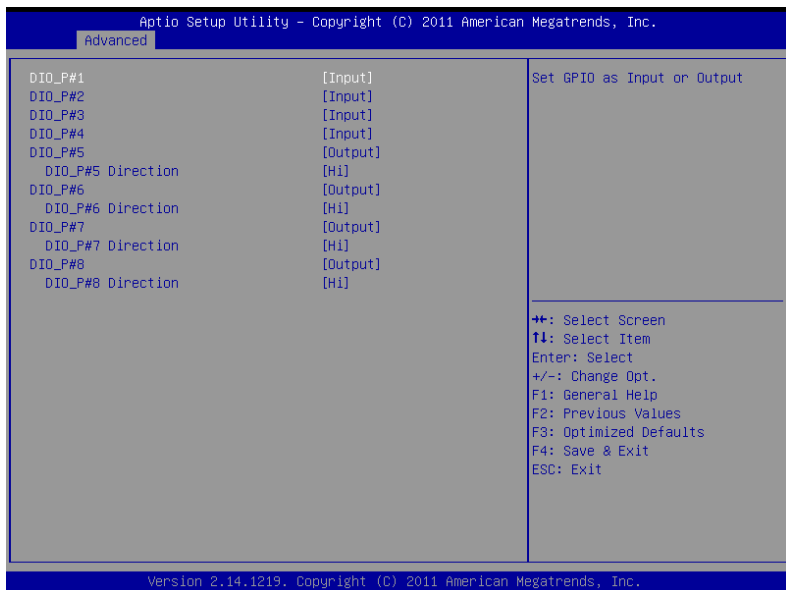 Aptio Setup Utility – Copyright (C) 2011 American Megatrends, Inc.
Advanced
DIO_P#1 [Input]
DIO_P#2 [Input]
DIO_P#3 [Input]
DIO_P#4 [Input]
DIO_P#5 [Output]
DIO_P#5 Direction [Hi]
DIO_P#6 [Output]
DIO_P#6 Direction [Hi]
DIO_P#7 [Output]
DIO_P#7 Direction [Hi]
DIO_P#8 [Output]
DIO_P#8 Direction [Hi]
Set GPIO as Input or Output
→←: Select Screen
↑↓: Select Item
Enter: Select
+/-: Change Opt.
F1: General Help
F2: Previous Values
F3: Optimized Defaults
F4: Save & Exit
ESC: Exit
Version 2.14.1219. Copyright (C) 2011 American Megatrends, Inc.